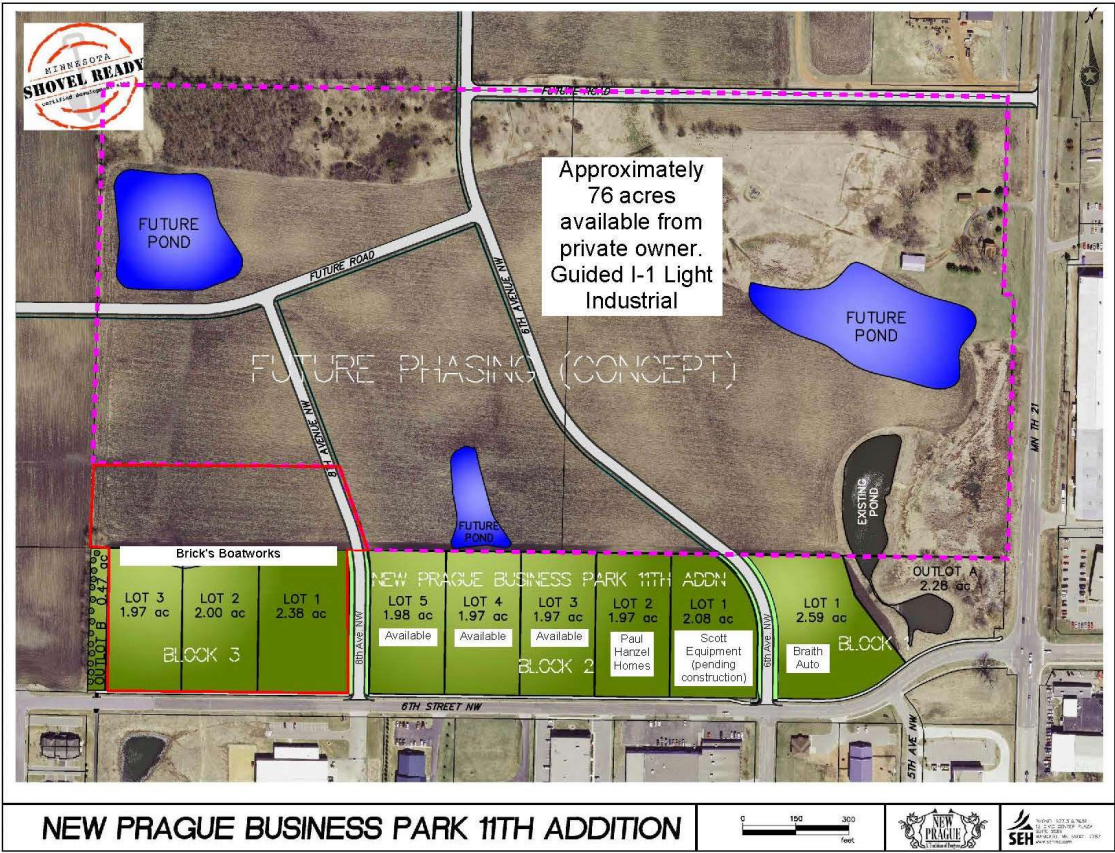 MINNESOTA
SHOVEL READY
FUTURE ROAD
Approximately
76 acres
available from
private owner.
Guided I-1 Light
Industrial
FUTURE
POND
FUTURE ROAD
6TH AVENUE NW
FUTURE
POND
FUTURE PHASING (CONCEPT)
8TH AVENUE NW
MN TH 21
EXISTING
POND
FUTURE
POND
Brick's Boatworks
NEW PRAGUE BUSINESS PARK 11TH ADDN
OUTLOT A
2.28 ac
OUTLOT B 0.47 ac
LOT 3
1.97 ac
LOT 2
2.00 ac
LOT 1
2.38 ac
BLOCK 3
8th Ave. NW
LOT 5
1.98 ac
Available
LOT 4
1.97 ac
Available
LOT 3
1.97 ac
Available
LOT 2
1.97 ac
Paul
Hanzel
Homes
LOT 1
2.08 ac
Scott
Equipment
(pending
construction)
BLOCK 2
6th Ave. NW
LOT 1
2.59 ac
Braith
Auto
BLOCK 1
6TH STREET NW
5TH AVE NW
NEW PRAGUE BUSINESS PARK 11TH ADDITION
0 150 300
feet
NEW
PRAGUE
SEH